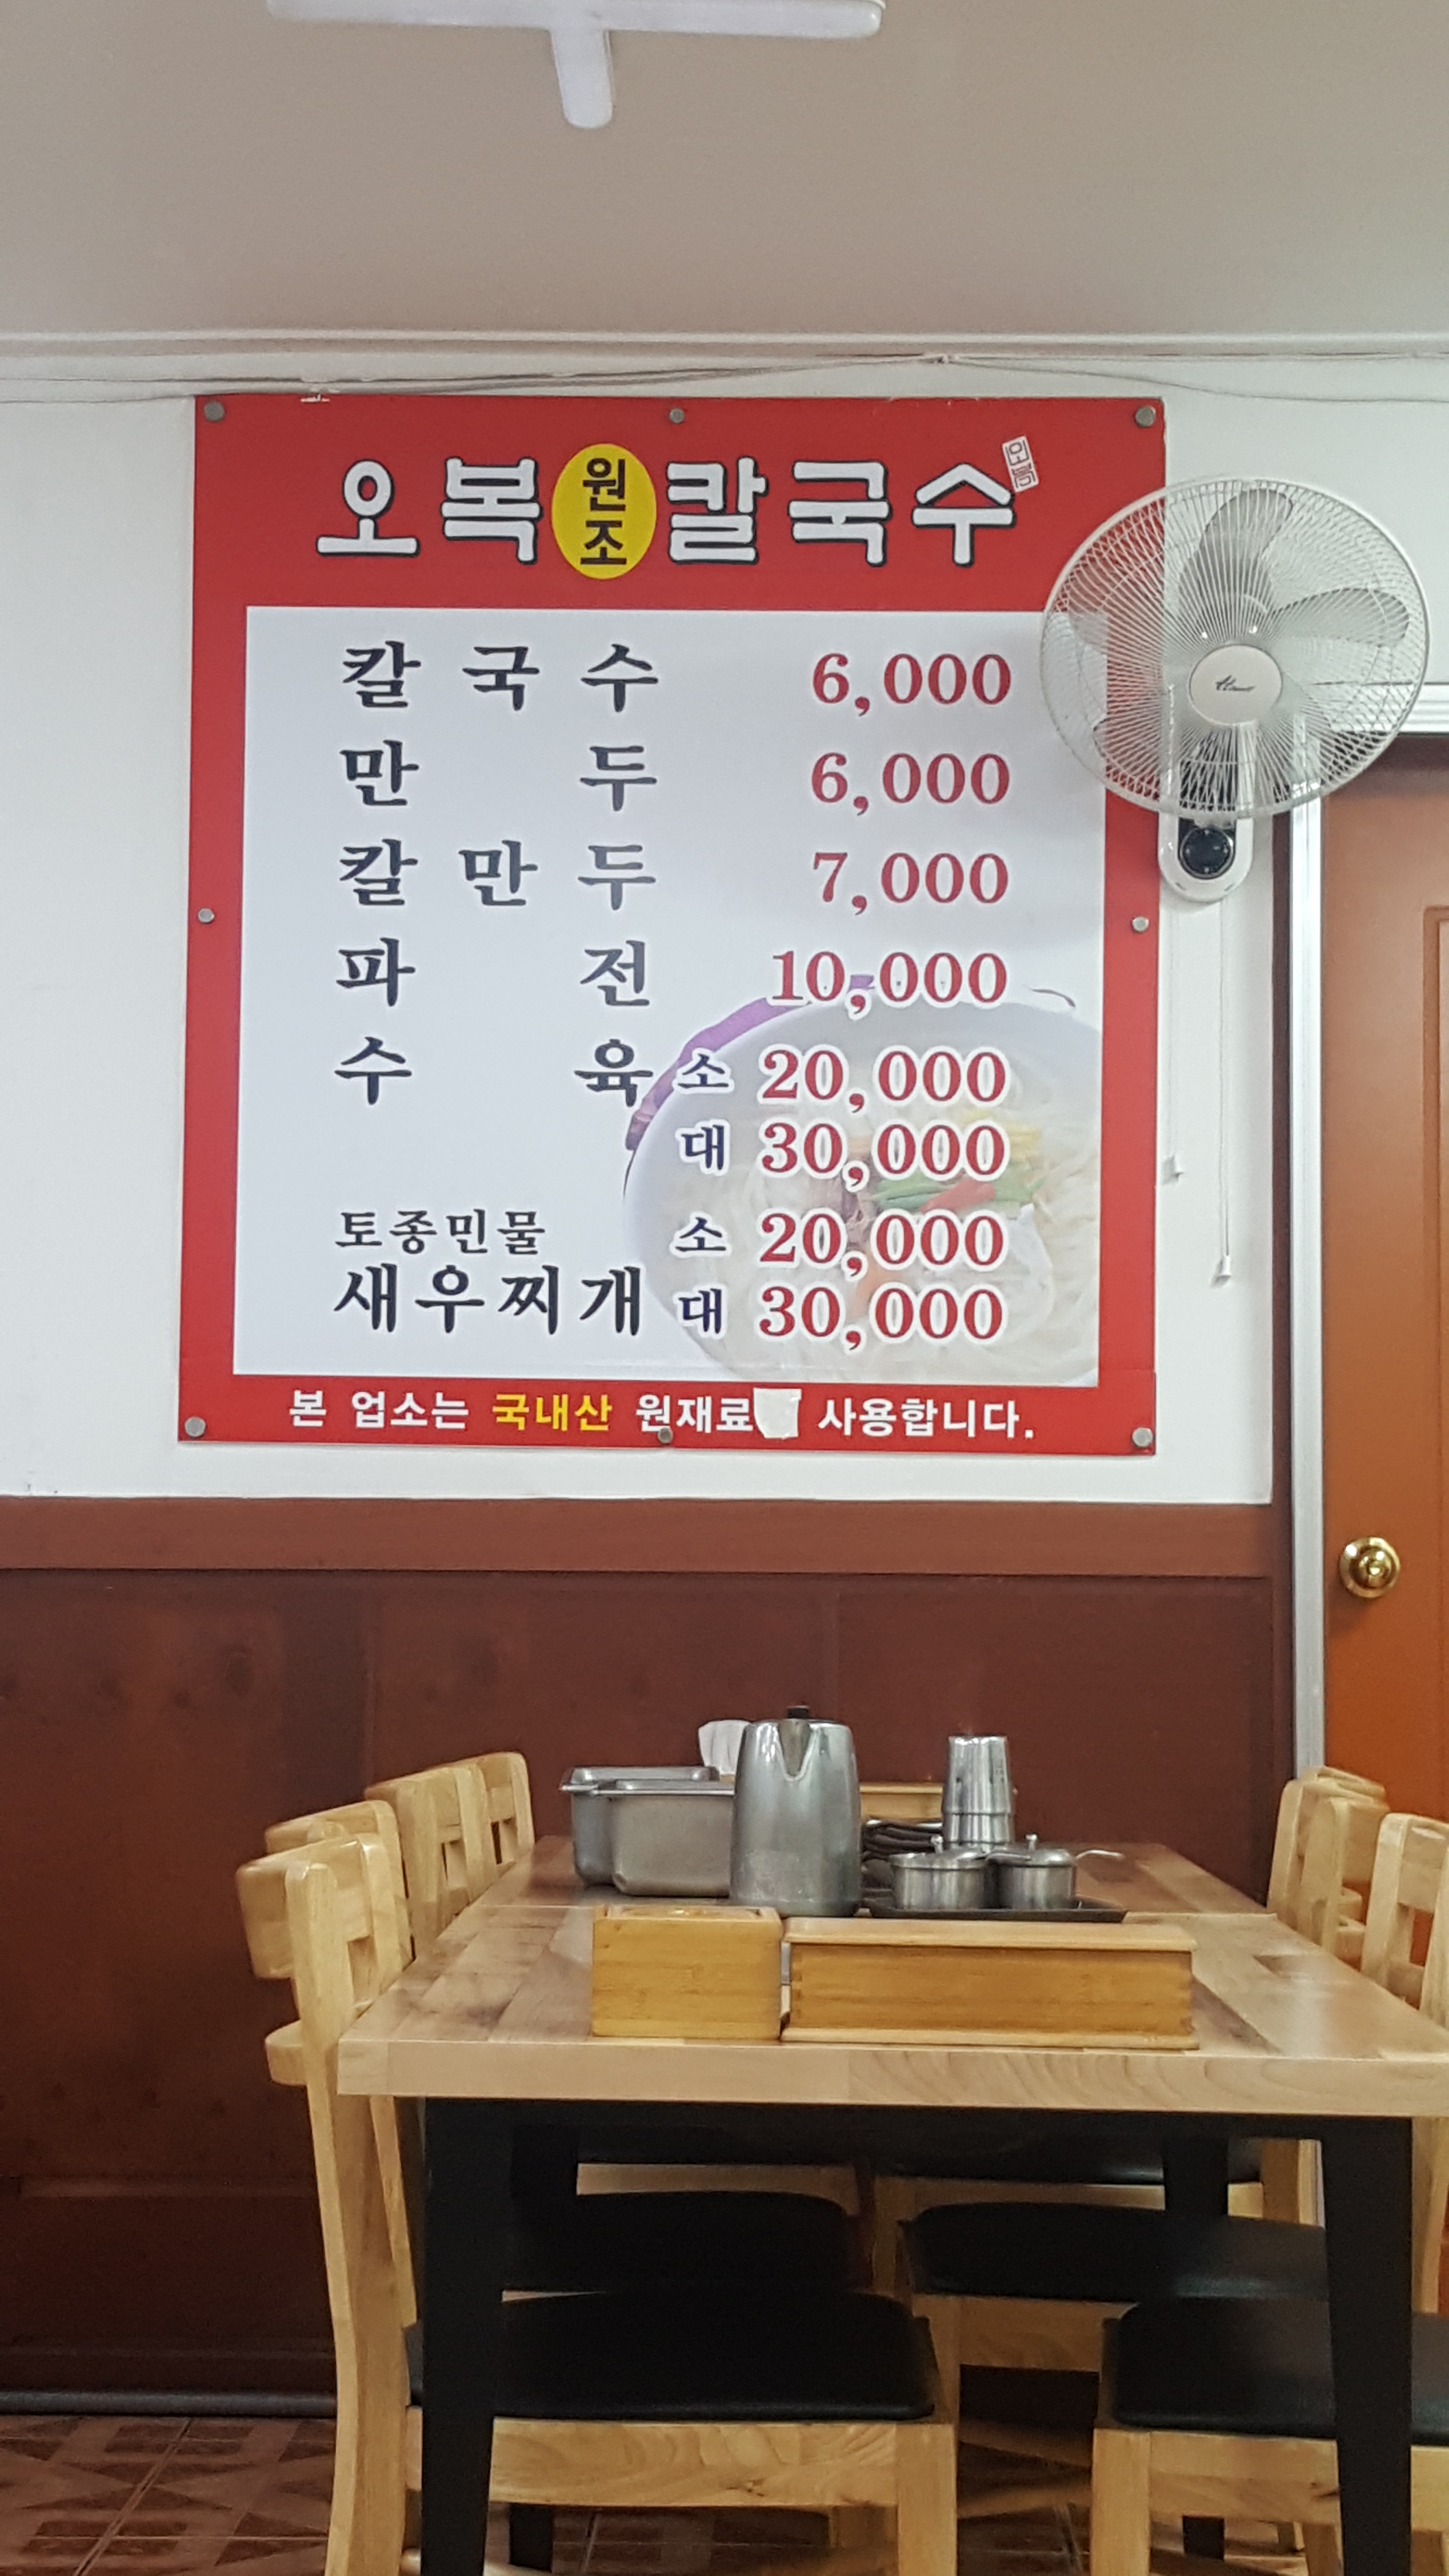 오복 원조 칼국수
칼국수 6,000
만두 6,000
칼만두 7,000
파전 10,000
수육 소 20,000
대 30,000
토종민물 소 20,000
새우찌개 대 30,000
본 업소는 국내산 원재료 사용합니다.